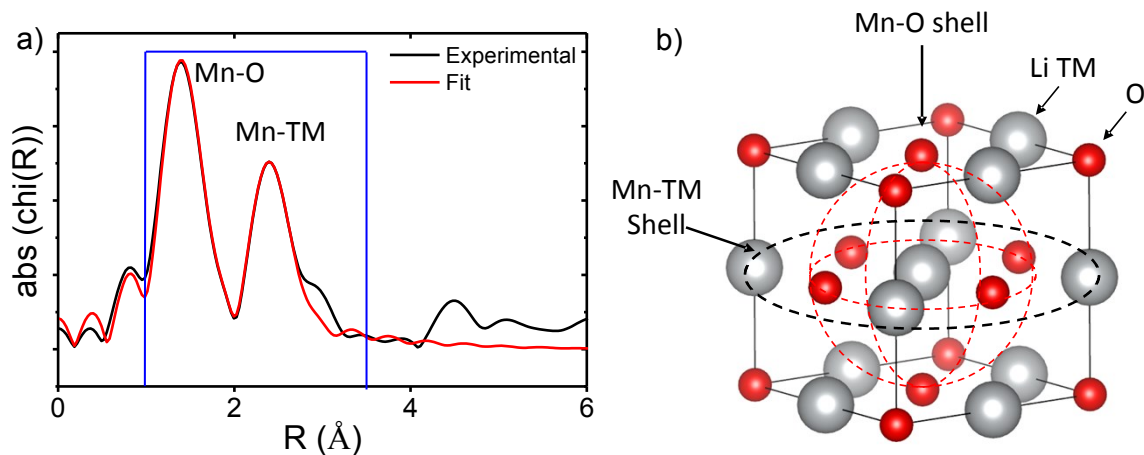 a)
abs (chi(R))
Mn-O
Mn-TM
Experimental
Fit
0
2
4
6
R (Å)
b)
Mn-O shell
Li TM
O
Mn-TM
Shell